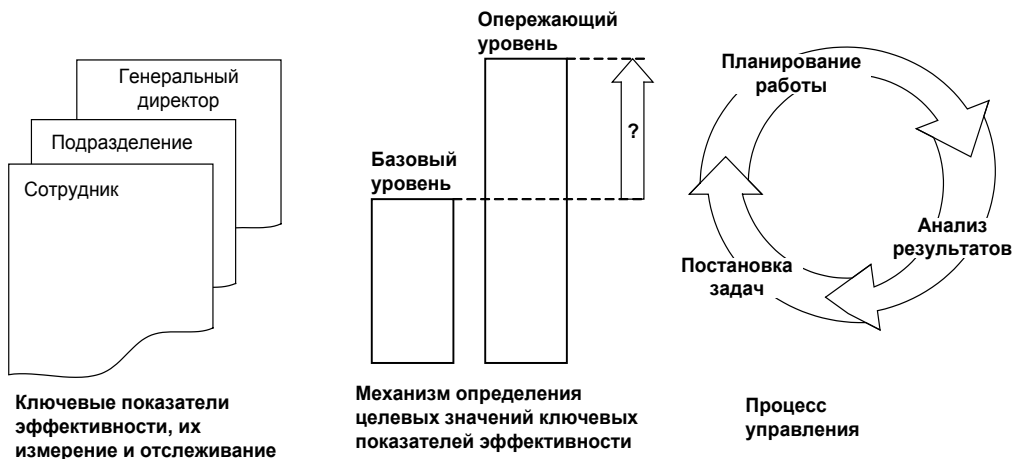 Генеральный
директор
Подразделение
Сотрудник
Ключевые показатели
эффективности, их
измерение и отслеживание
Опережающий
уровень
?
Базовый
уровень
Механизм определения
целевых значений ключевых
показателей эффективности
Планирование
работы
Анализ
результатов
Постановка
задач
Процесс
управления